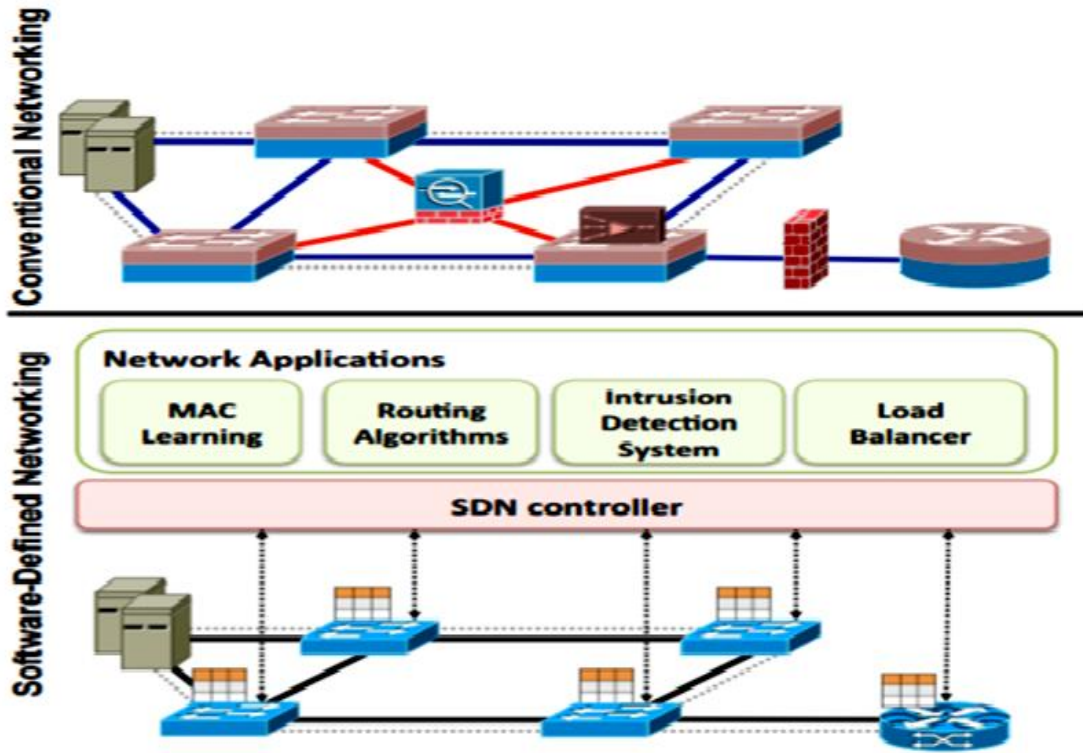 Conventional Networking
Software-Defined Networking
Network Applications
MAC
Learning
Routing
Algorithms
Intrusion
Detection
System
Load
Balancer
SDN controller